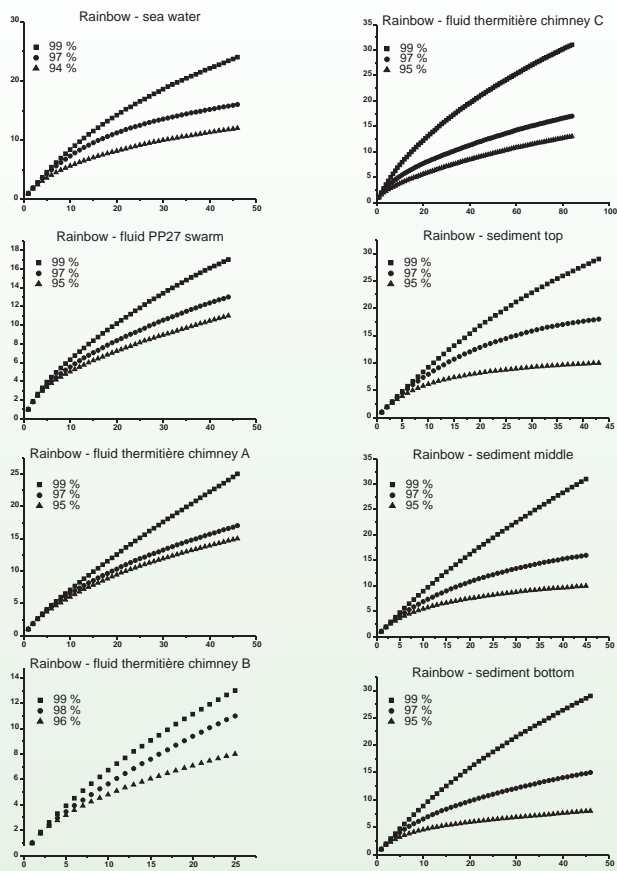 Rainbow - sea water
30
20
10
0
■ 99 %
● 97 %
▲ 94 %
0 10 20 30 40 50
Rainbow - fluid thermitière chimney C
35
30
25
20
15
10
5
0
■ 99 %
● 97 %
▲ 95 %
0 20 40 60 80 100
Rainbow - fluid PP27 swarm
18
16
14
12
10
8
6
4
2
0
■ 99 %
● 97 %
▲ 95 %
0 10 20 30 40 50
Rainbow - sediment top
30
20
10
0
■ 99 %
● 97 %
▲ 95 %
0 5 10 15 20 25 30 35 40 45
Rainbow - fluid thermitière chimney A
25
20
15
10
5
0
■ 99 %
● 97 %
▲ 95 %
0 10 20 30 40 50
Rainbow - sediment middle
35
30
25
20
15
10
5
0
■ 99 %
● 97 %
▲ 95 %
0 5 10 15 20 25 30 35 40 45 50
Rainbow - fluid thermitière chimney B
14
12
10
8
6
4
2
0
■ 99 %
● 98 %
▲ 96 %
0 5 10 15 20 25
Rainbow - sediment bottom
30
25
20
15
10
5
0
■ 99 %
● 97 %
▲ 95 %
0 10 20 30 40 50